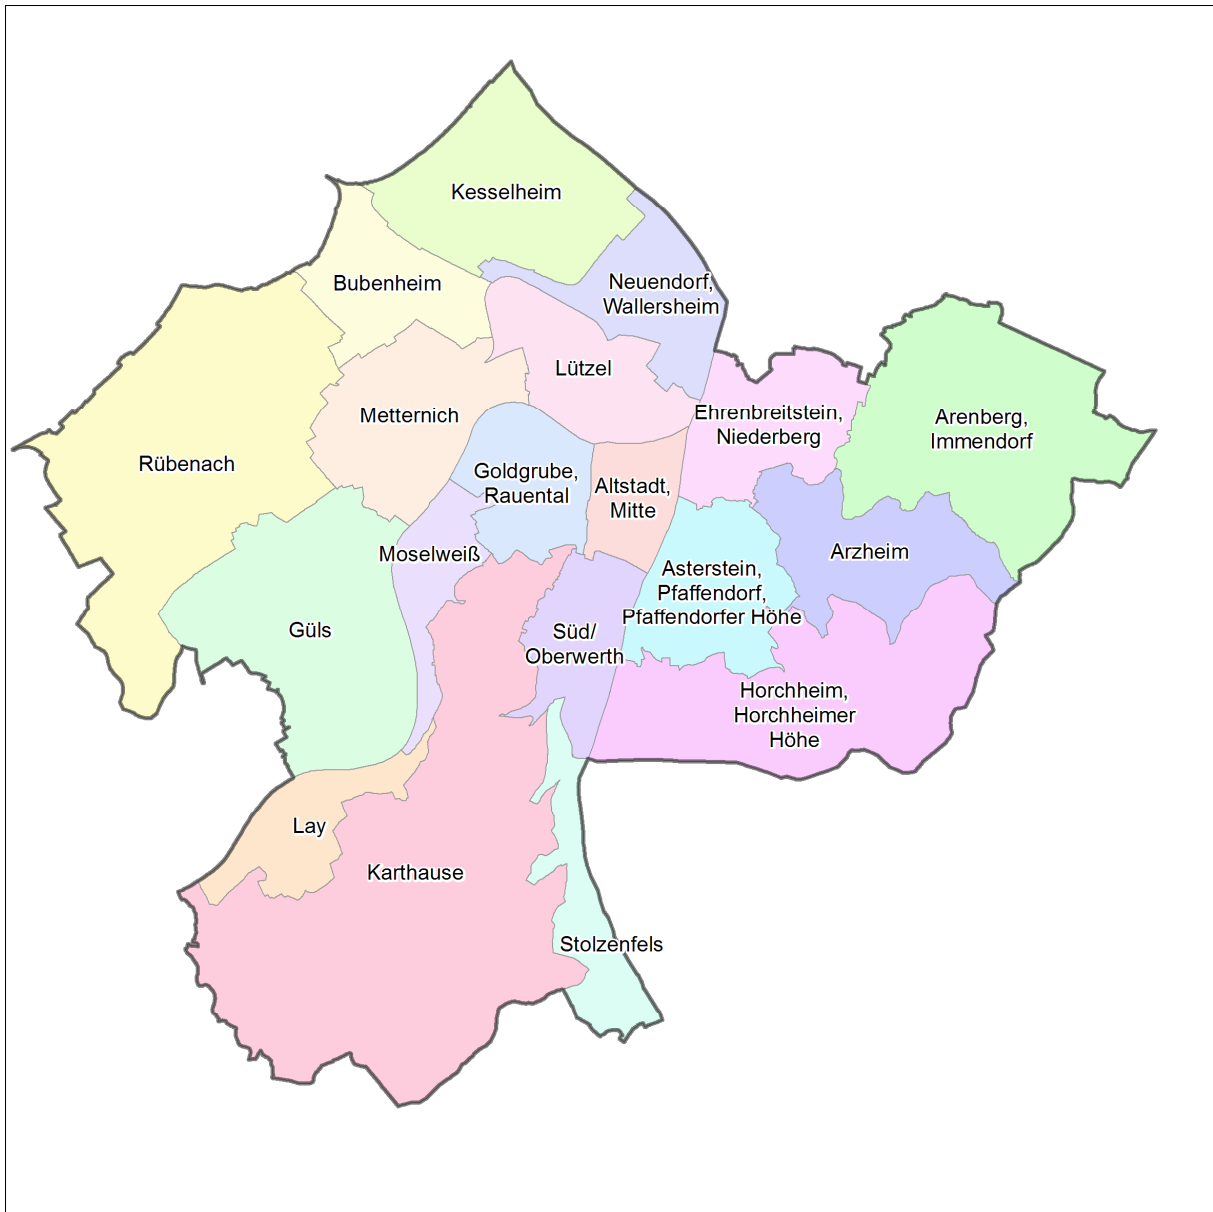 Kesselheim
Bubenheim
Neuendorf,
Wallersheim
Lützel
Metternich
Ehrenbreitstein,
Niederberg
Arenberg,
Immendorf
Rübenach
Goldgrube,
Rauental
Altstadt,
Mitte
Moselweiß
Arzheim
Asterstein,
Pfaffendorf,
Pfaffendorfer Höhe
Güls
Süd/
Oberwerth
Horchheim,
Horchheimer
Höhe
Lay
Karthause
Stolzenfels